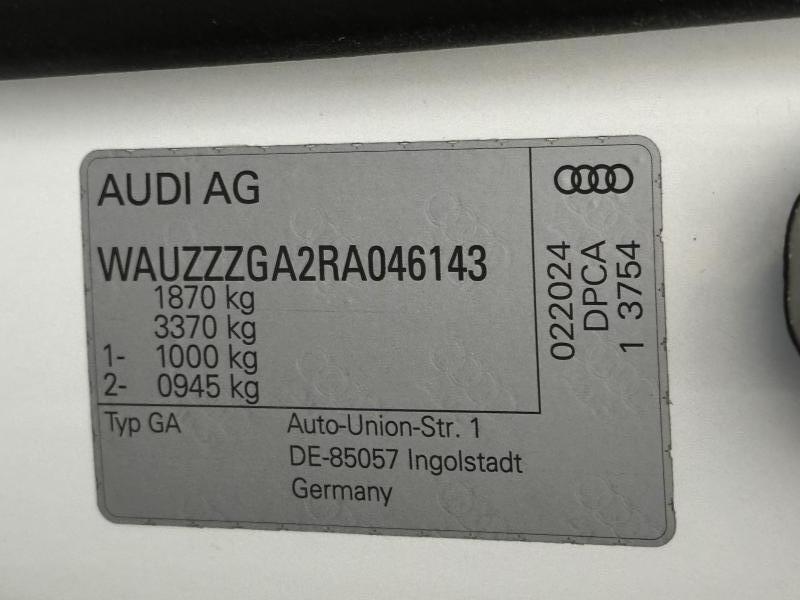 AUDI AG
WAUZZZGA2RA046143
1870 kg
3370 kg
1- 1000 kg
2- 0945 kg
Typ GA
Auto-Union-Str. 1
DE-85057 Ingolstadt
Germany
022024
DPCA
1 3754